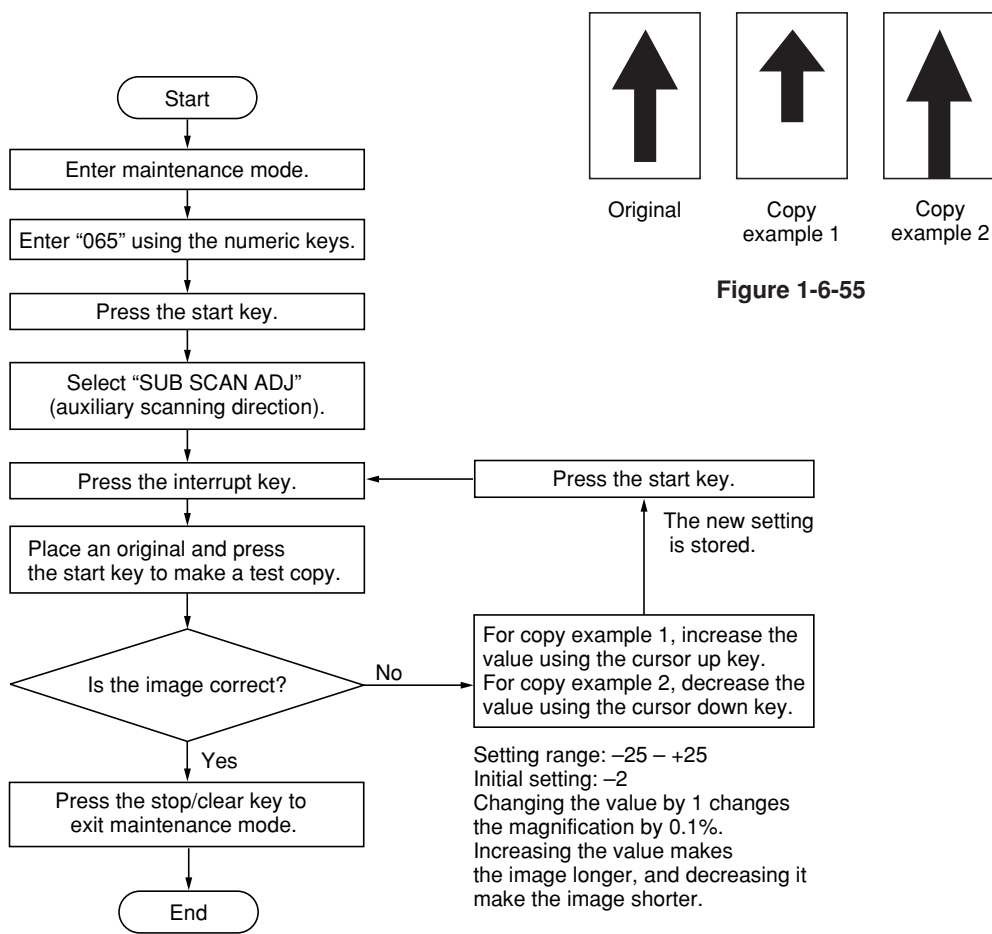 Start
Enter maintenance mode.
Enter “065” using the numeric keys.
Press the start key.
Select “SUB SCAN ADJ”
(auxiliary scanning direction).
Press the interrupt key.
Place an original and press
the start key to make a test copy.
Is the image correct?
Yes
Press the stop/clear key to
exit maintenance mode.
End
No
For copy example 1, increase the
value using the cursor up key.
For copy example 2, decrease the
value using the cursor down key.
The new setting
is stored.
Press the start key.
Setting range: –25 – +25
Initial setting: –2
Changing the value by 1 changes
the magnification by 0.1%.
Increasing the value makes
the image longer, and decreasing it
make the image shorter.
Original
Copy
example 1
Copy
example 2
Figure 1-6-55